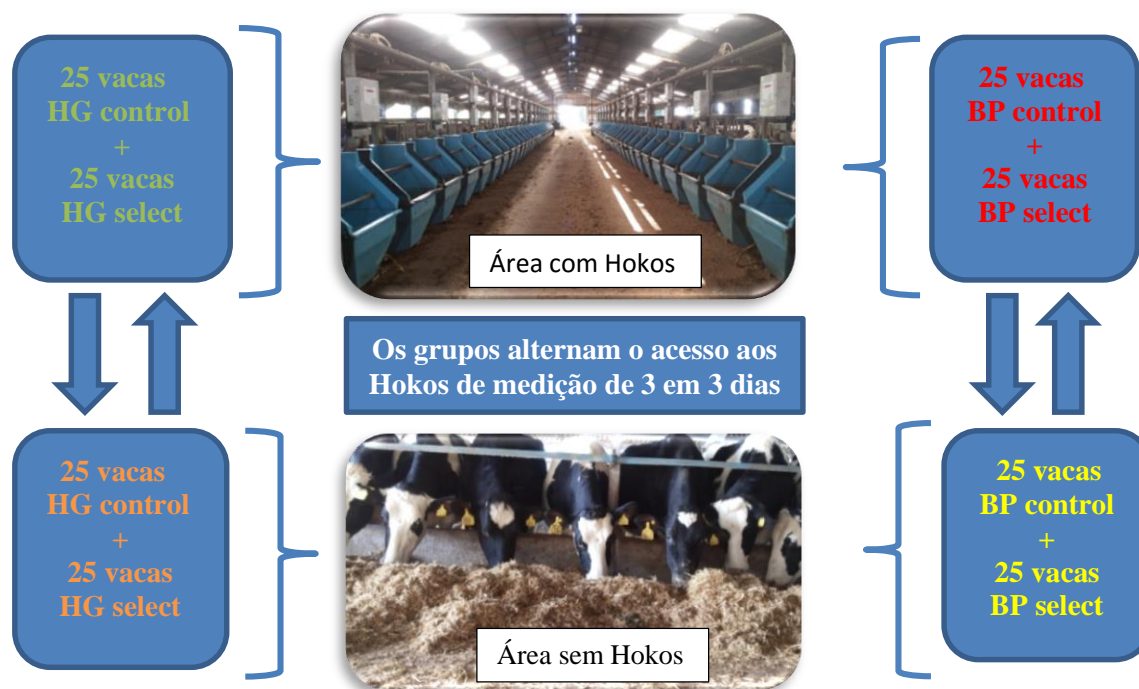 25 vacas
HG control
+
25 vacas
HG select
Área com Hokos
25 vacas
BP control
+
25 vacas
BP select
Os grupos alternam o acesso aos
Hokos de medição de 3 em 3 dias
25 vacas
HG control
+
25 vacas
HG select
Área sem Hokos
25 vacas
BP control
+
25 vacas
BP select